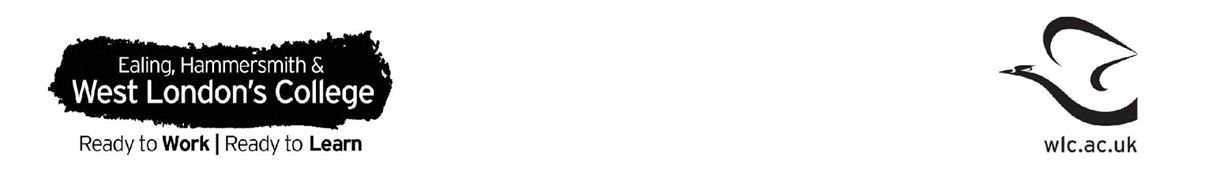 Ealing, Hammersmith &
West London's College
Ready to Work | Ready to Learn
wlc.ac.uk